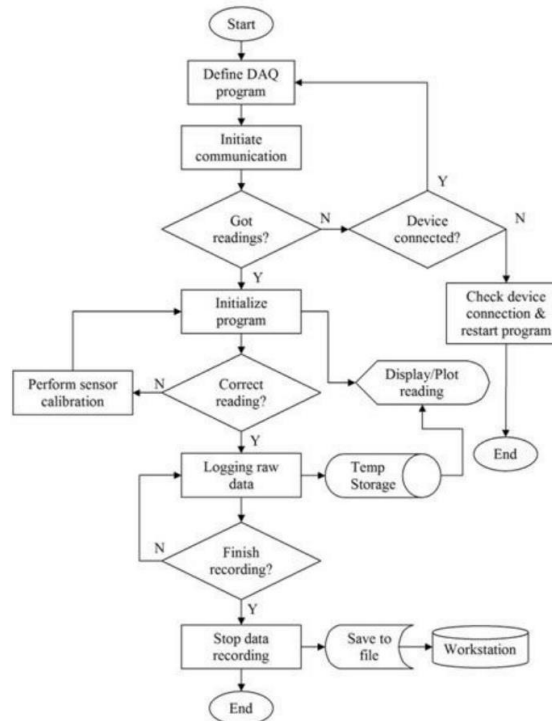 Start
Define DAQ
program
Initiate
communication
Y
Got
readings?
N
Device
connected?
N
Y
Initialize
program
Check device
connection &
restart program
Perform sensor
calibration
N
Correct
reading?
Display/Plot
reading
Y
Logging raw
data
Temp
Storage
End
N
Finish
recording?
Y
Stop data
recording
Save to
file
Workstation
End